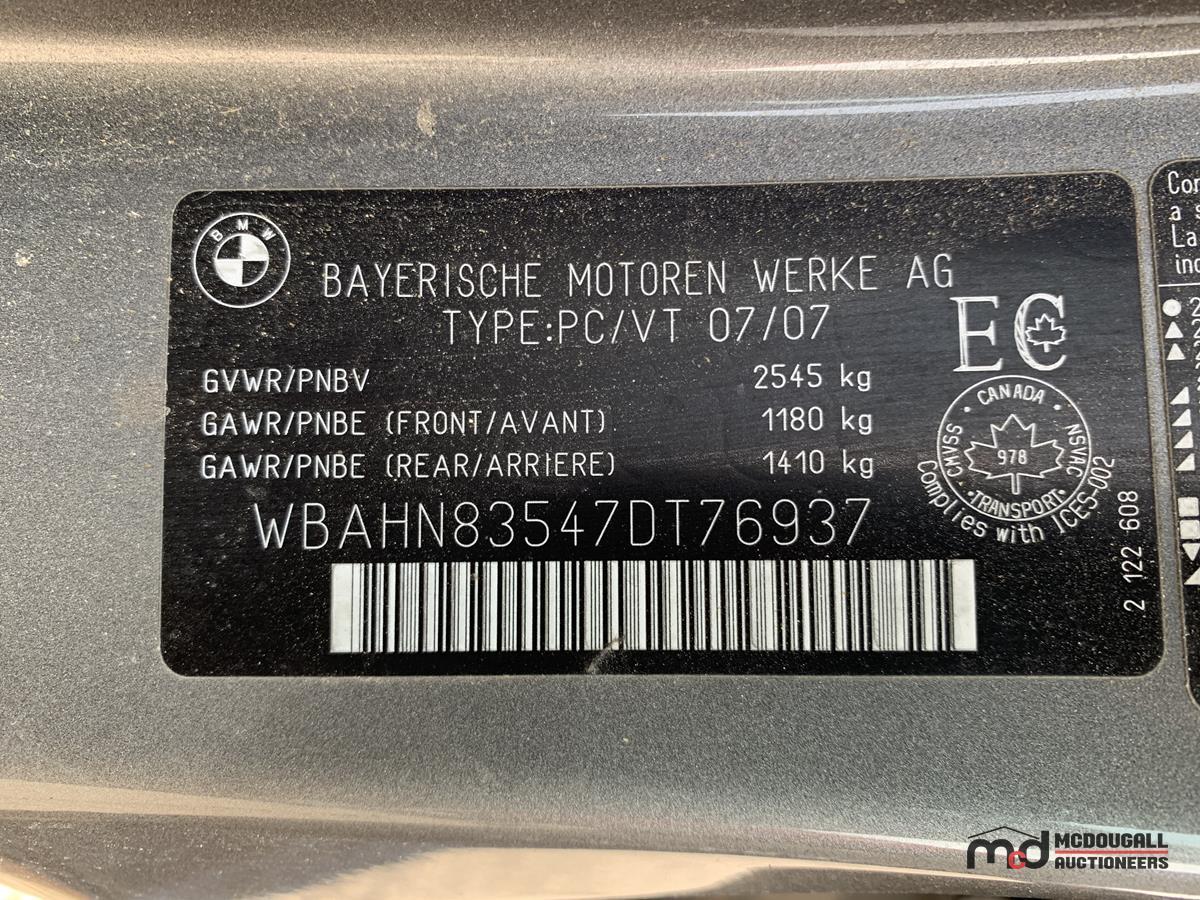 BMW
BAYERISCHE MOTOREN WERKE AG
TYPE:PC/VT 07/07
GVWR/PNBV 2545 kg
GAWR/PNBE (FRONT/AVANT) 1180 kg
GAWR/PNBE (REAR/ARRIERE) 1410 kg
WBAHN83547DT76937
EC
CANADA
CMVSS 978 NSVAC
TRANSPORT
Complies with ICES-002
2 122 608
a
La
mcd MCDOUGALL
AUCTIONEERS